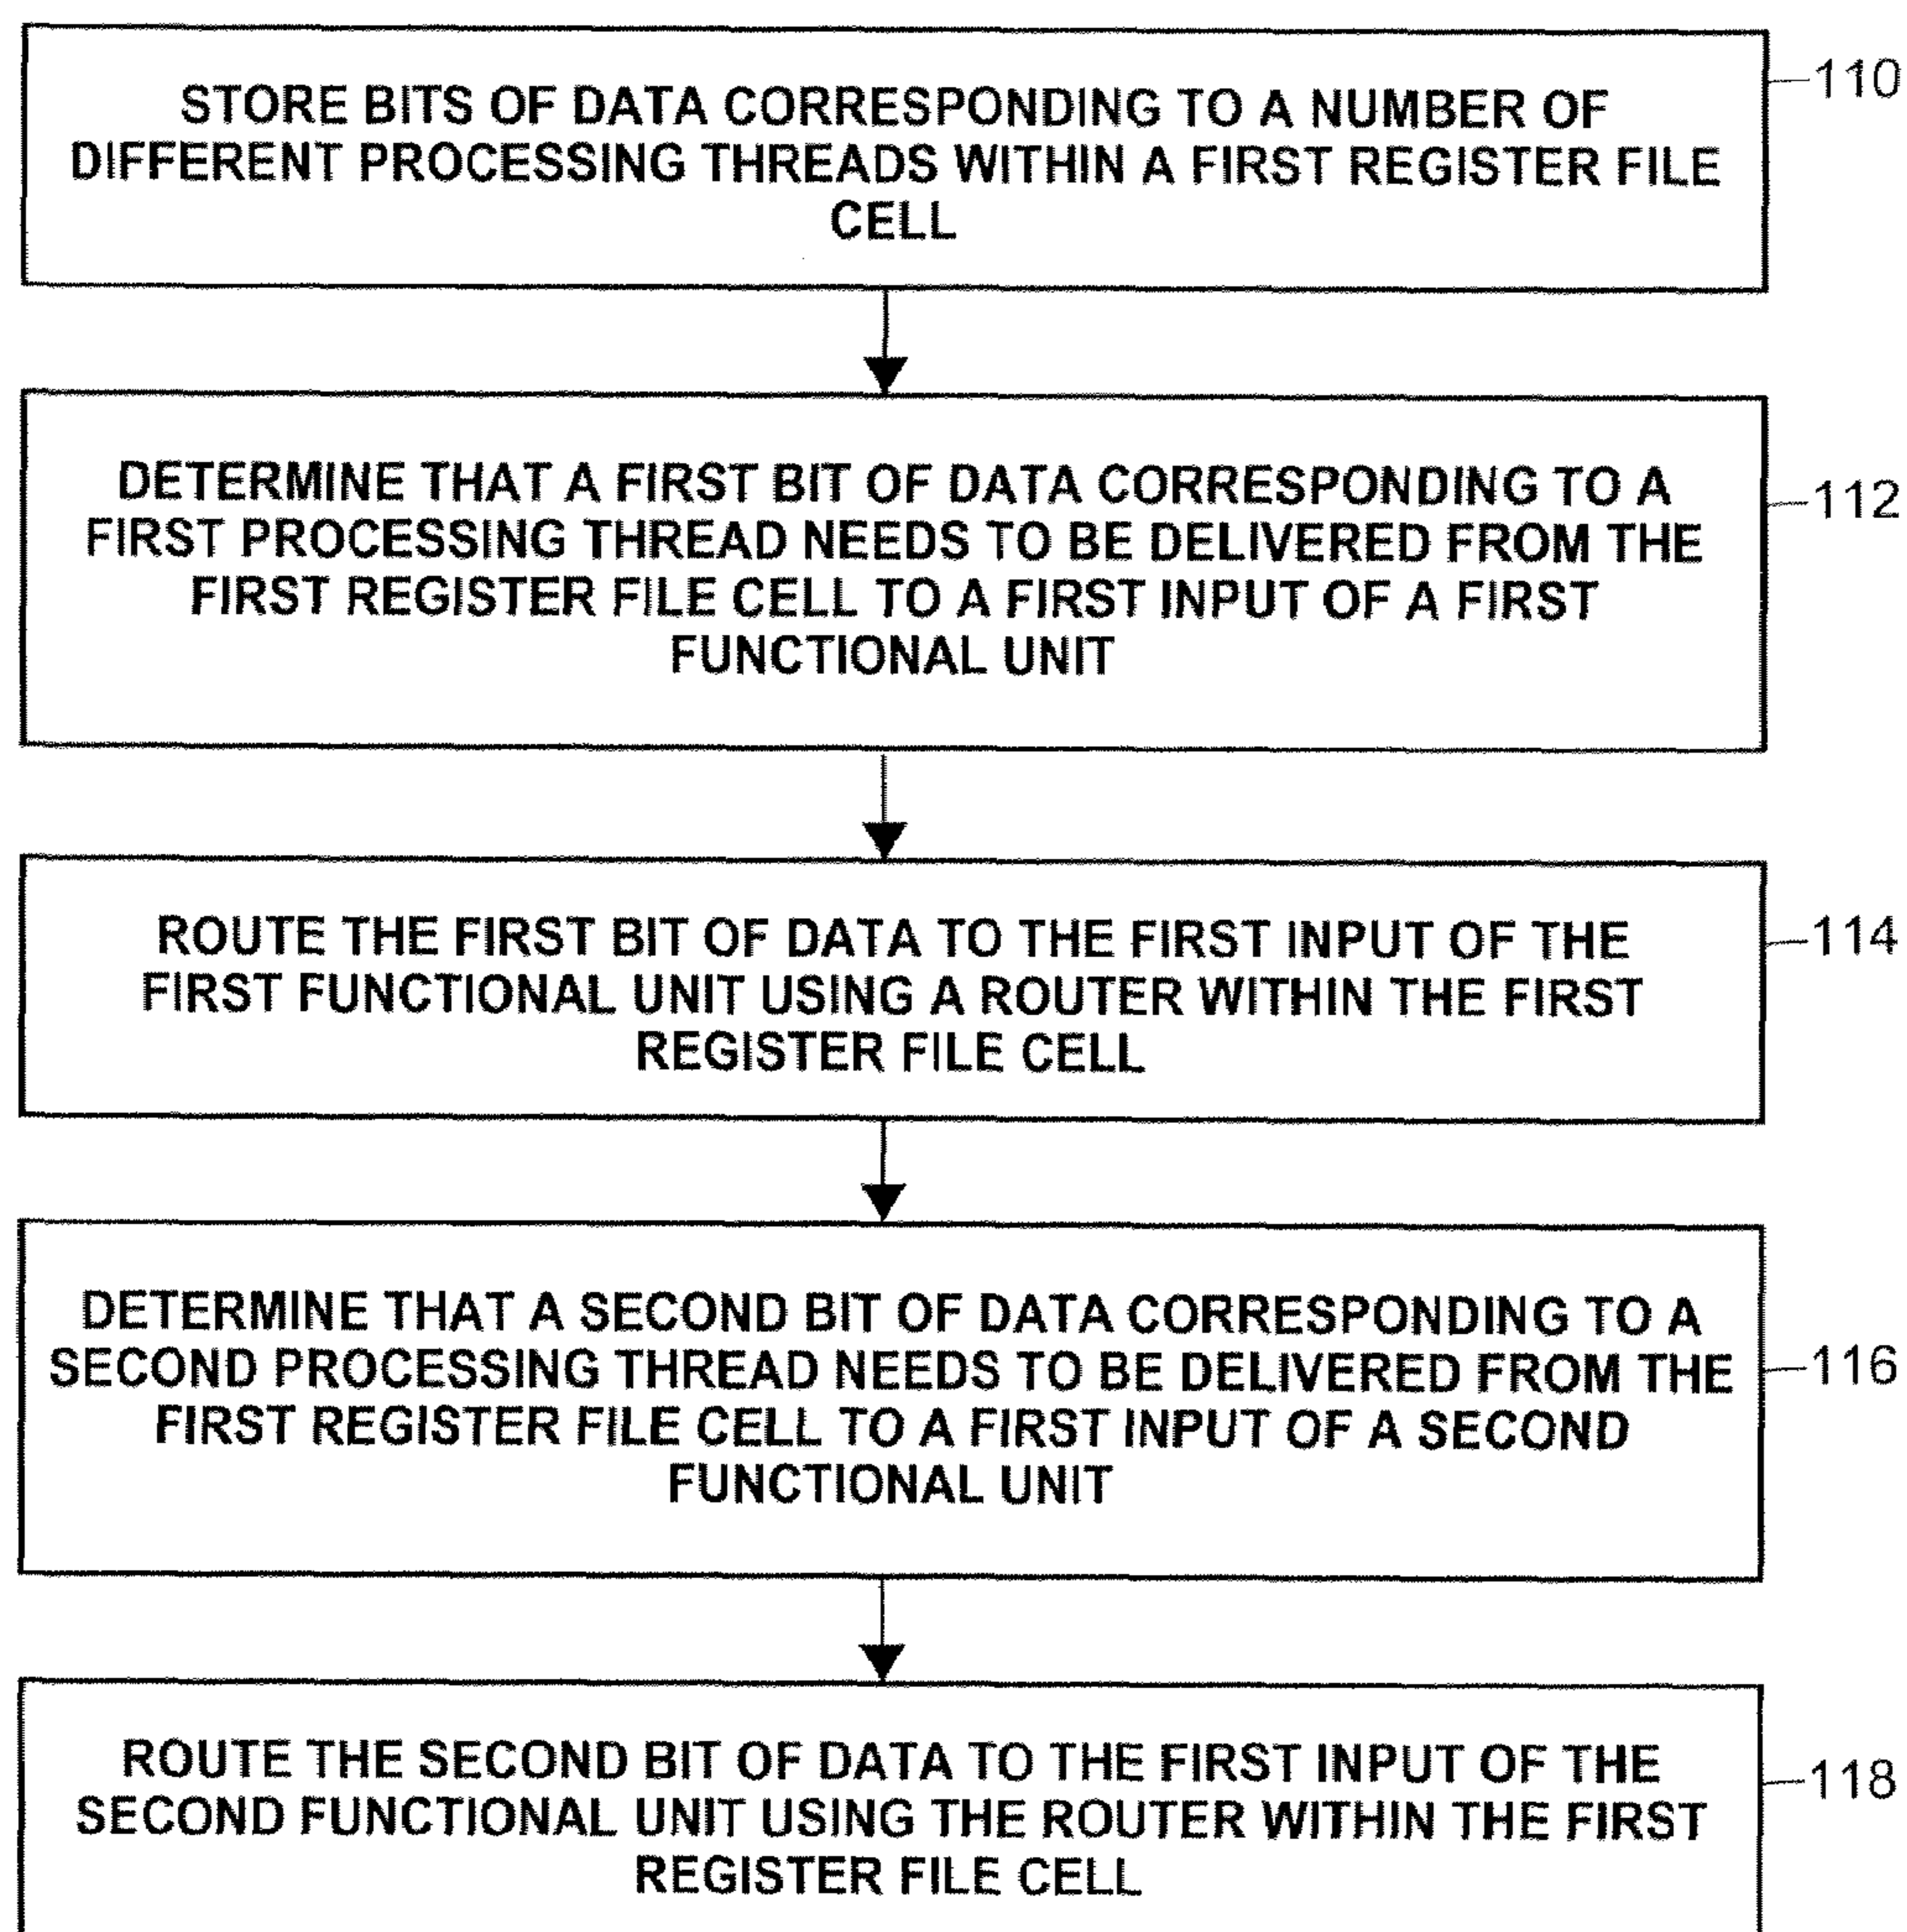 STORE BITS OF DATA CORRESPONDING TO A NUMBER OF
DIFFERENT PROCESSING THREADS WITHIN A FIRST REGISTER FILE
CELL
110
DETERMINE THAT A FIRST BIT OF DATA CORRESPONDING TO A
FIRST PROCESSING THREAD NEEDS TO BE DELIVERED FROM THE
FIRST REGISTER FILE CELL TO A FIRST INPUT OF A FIRST
FUNCTIONAL UNIT
112
ROUTE THE FIRST BIT OF DATA TO THE FIRST INPUT OF THE
FIRST FUNCTIONAL UNIT USING A ROUTER WITHIN THE FIRST
REGISTER FILE CELL
114
DETERMINE THAT A SECOND BIT OF DATA CORRESPONDING TO A
SECOND PROCESSING THREAD NEEDS TO BE DELIVERED FROM THE
FIRST REGISTER FILE CELL TO A FIRST INPUT OF A SECOND
FUNCTIONAL UNIT
116
ROUTE THE SECOND BIT OF DATA TO THE FIRST INPUT OF THE
SECOND FUNCTIONAL UNIT USING THE ROUTER WITHIN THE FIRST
REGISTER FILE CELL
118